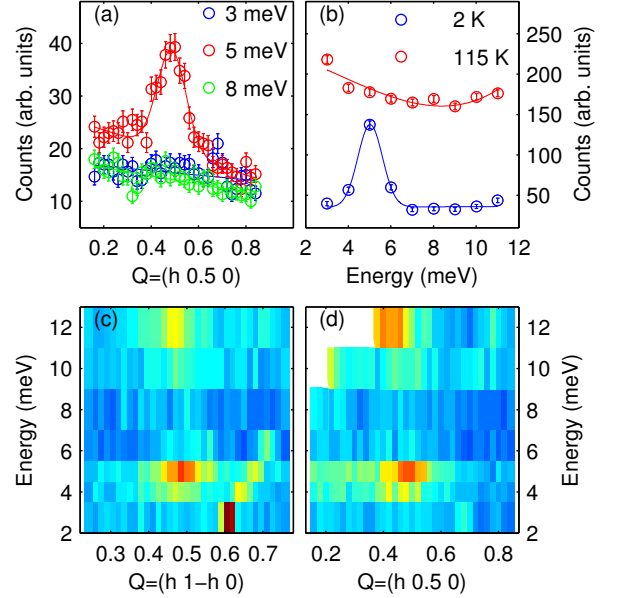 (a)
3 meV
5 meV
8 meV
40
30
20
10
Counts (arb. units)
0.2 0.4 0.6 0.8
Q=(h 0.5 0)
(b)
2 K
115 K
250
200
150
100
50
Counts (arb. units)
2 4 6 8 10 12
Energy (meV)
(c)
12
10
8
6
4
2
Energy (meV)
0.3 0.4 0.5 0.6 0.7
Q=(h 1−h 0)
(d)
12
10
8
6
4
2
Energy (meV)
0.2 0.4 0.6 0.8
Q=(h 0.5 0)